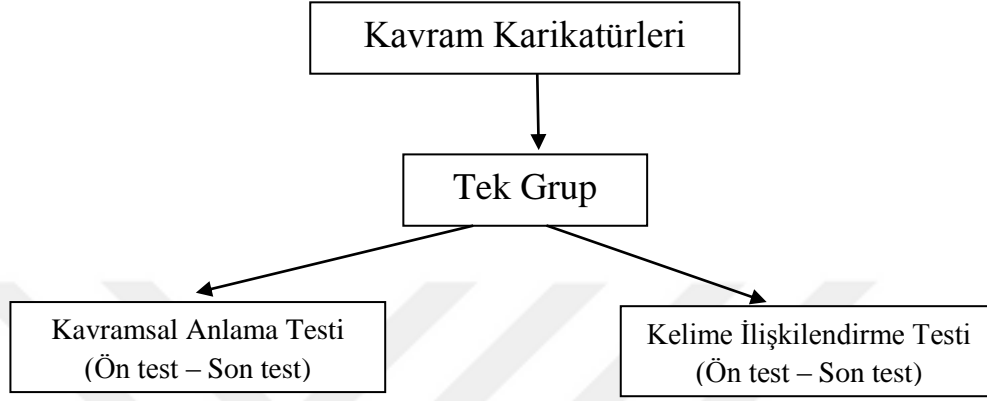 Kavram Karikatürleri
Tek Grup
Kavramsal Anlama Testi
(Ön test – Son test)
Kelime İlişkilendirme Testi
(Ön test – Son test)